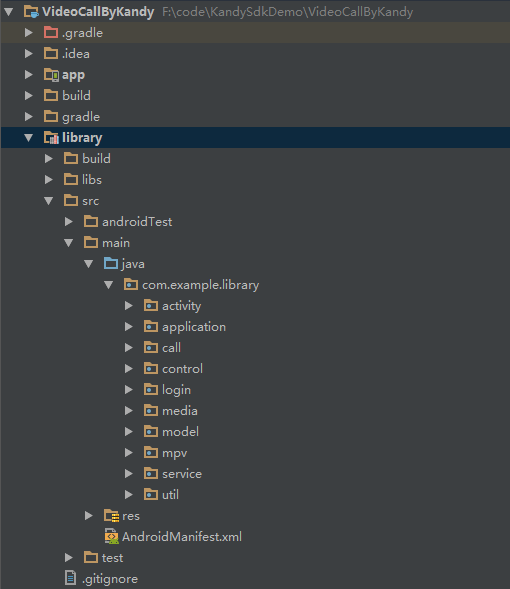 VideoCallByKandy F:\code\KandySdkDemo\VideoCallByKandy
.gradle
.idea
app
build
gradle
library
build
libs
src
androidTest
main
java
com.example.library
activity
application
call
control
login
media
model
mpv
service
util
res
AndroidManifest.xml
test
.gitignore